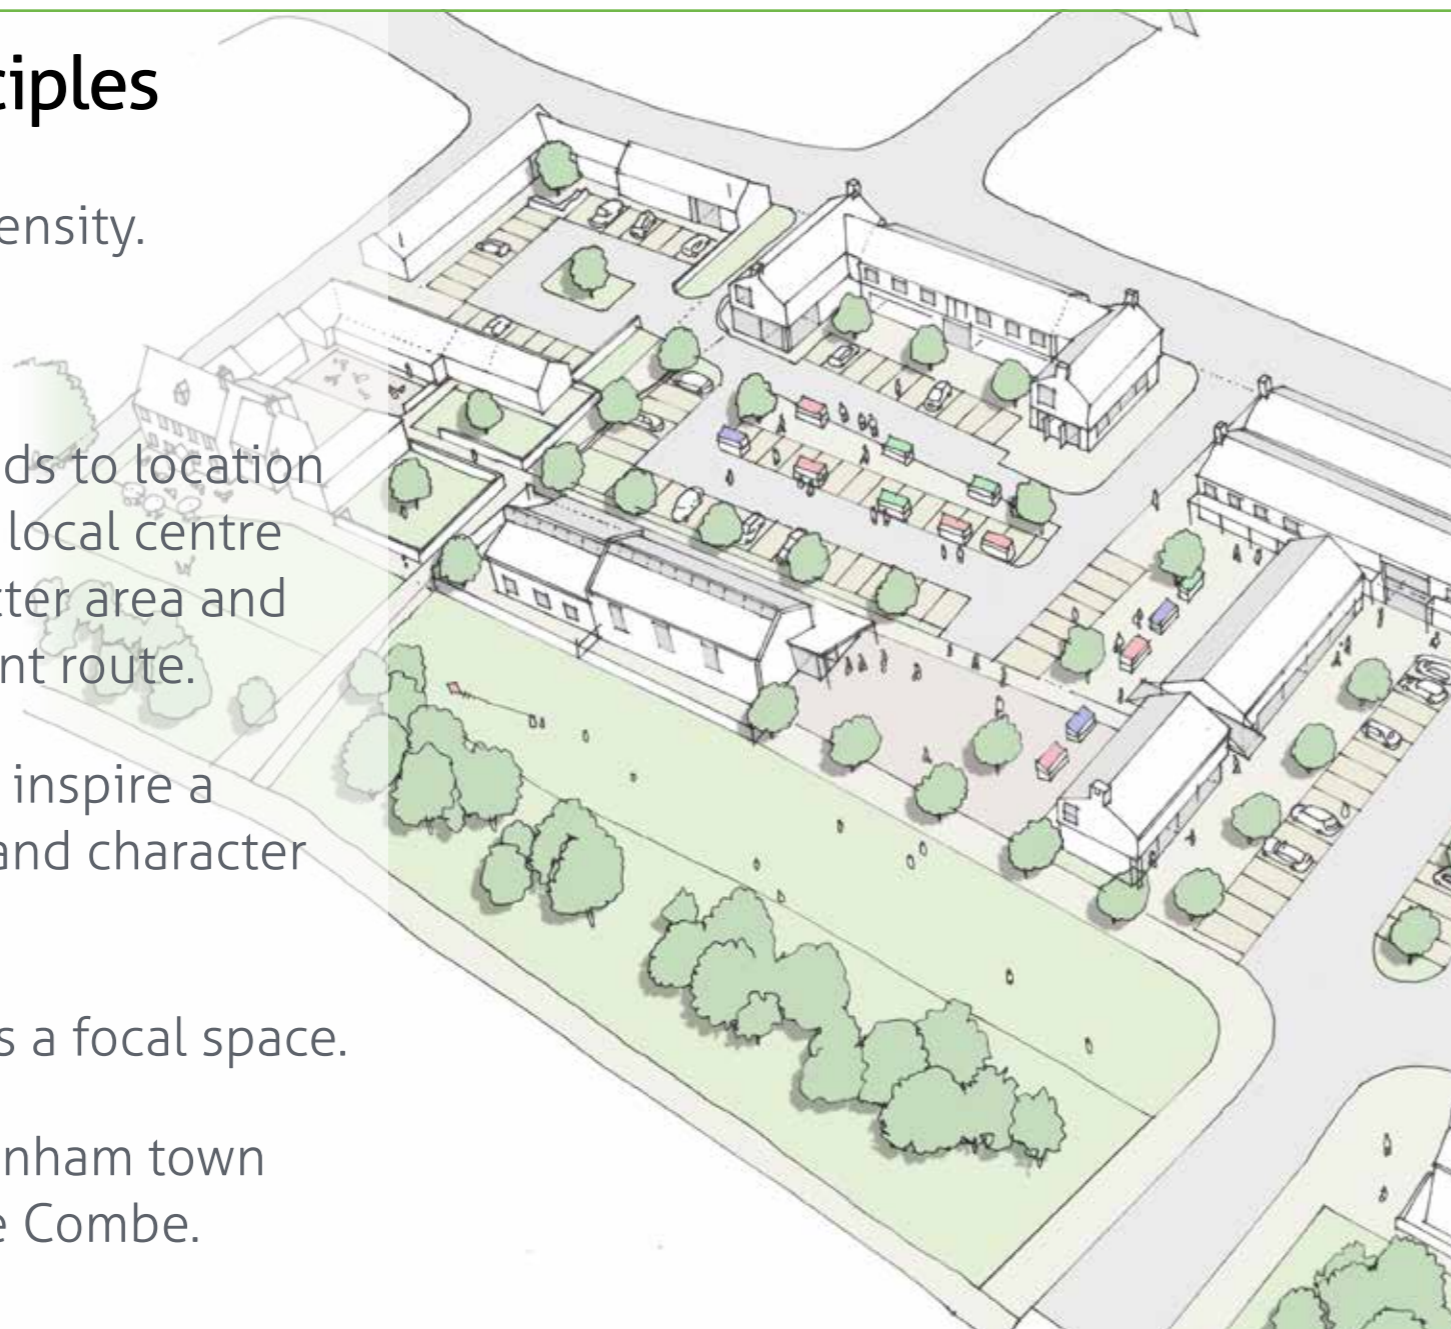 ciples
ensity.
ds to location
local centre
cter area and
nt route.
inspire a
and character
s a focal space.
nham town
e Combe.